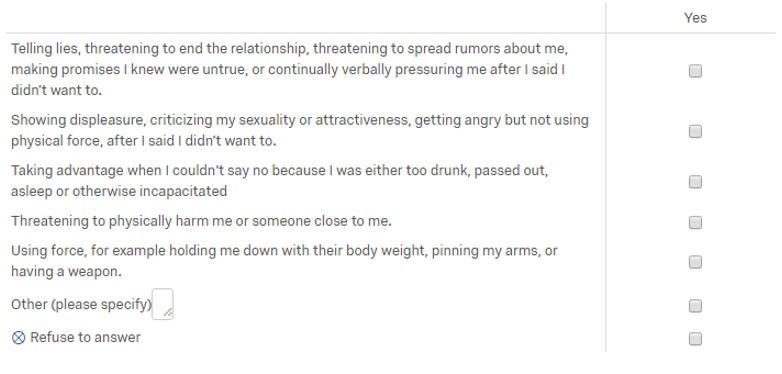 Yes
Telling lies, threatening to end the relationship, threatening to spread rumors about me,
making promises I knew were untrue, or continually verbally pressuring me after I said I
didn't want to.
Showing displeasure, criticizing my sexuality or attractiveness, getting angry but not using
physical force, after I said I didn't want to.
Taking advantage when I couldn't say no because I was either too drunk, passed out,
asleep or otherwise incapacitated
Threatening to physically harm me or someone close to me.
Using force, for example holding me down with their body weight, pinning my arms, or
having a weapon.
Other (please specify)
Refuse to answer